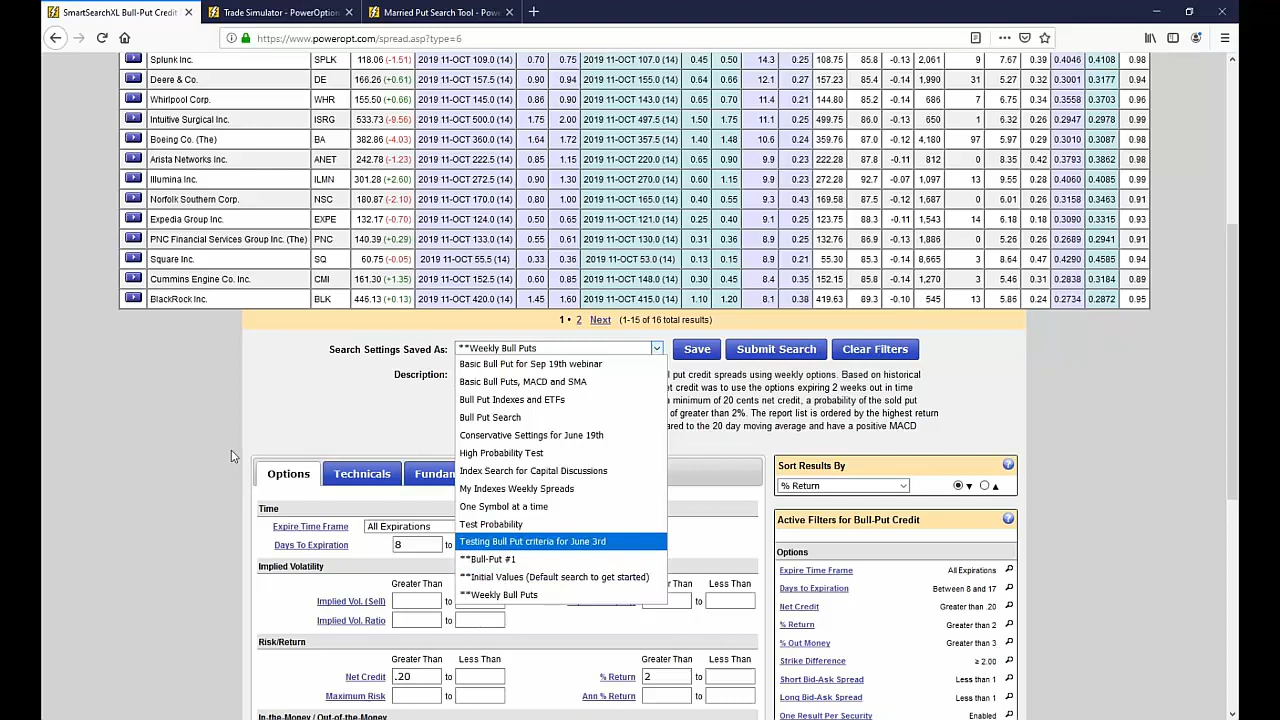 SmartSearchXL Bull-Put Credit
Trade Simulator - PowerOption
Married Put Search Tool - Powe
https://www.poweropt.com/spread.asp?type=6
Splunk Inc. SPLK 118.06 (-1.51) 2019 11-OCT 109.0 (14) 0.70 0.75 2019 11-OCT 107.0 (14) 0.45 0.50 14.3 0.25 108.75 85.8 -0.13 2,061 9 7.67 0.39 0.4046 0.4108 0.98
Deere & Co. DE 166.26 (+0.61) 2019 11-OCT 157.5 (14) 0.90 0.94 2019 11-OCT 155.0 (14) 0.64 0.66 12.1 0.27 157.23 85.4 -0.14 1,990 31 5.27 0.32 0.3001 0.3177 0.94
Whirlpool Corp. WHR 155.50 (+0.66) 2019 11-OCT 145.0 (14) 0.86 0.90 2019 11-OCT 143.0 (14) 0.65 0.70 11.4 0.21 144.80 85.2 -0.14 686 7 6.75 0.34 0.3558 0.3703 0.96
Intuitive Surgical Inc. ISRG 533.73 (-9.56) 2019 11-OCT 500.0 (14) 1.75 2.00 2019 11-OCT 497.5 (14) 1.50 1.75 11.1 0.25 499.75 86.0 -0.13 650 1 6.32 0.26 0.2947 0.2978 0.99
Boeing Co. (The) BA 382.86 (-4.03) 2019 11-OCT 360.0 (14) 1.64 1.72 2019 11-OCT 357.5 (14) 1.40 1.48 10.6 0.24 359.76 87.0 -0.12 4,180 97 5.97 0.29 0.3010 0.3087 0.98
Arista Networks Inc. ANET 242.78 (-1.23) 2019 11-OCT 222.5 (14) 0.85 1.15 2019 11-OCT 220.0 (14) 0.65 0.90 9.9 0.23 222.28 88.7 -0.11 812 0 8.35 0.42 0.3793 0.3862 0.98
Illumina Inc. ILMN 301.28 (+2.60) 2019 11-OCT 272.5 (14) 0.90 1.30 2019 11-OCT 270.0 (14) 0.60 1.15 9.9 0.23 272.28 92.7 -0.07 1,107 13 9.55 0.28 0.4060 0.4085 0.99
Norfolk Southern Corp. NSC 180.87 (-2.10) 2019 11-OCT 170.0 (14) 0.80 1.00 2019 11-OCT 165.0 (14) 0.40 0.55 9.3 0.43 169.58 87.5 -0.12 1,687 0 6.01 0.16 0.3158 0.3463 0.91
Expedia Group Inc. EXPE 132.17 (-0.70) 2019 11-OCT 124.0 (14) 0.50 0.65 2019 11-OCT 121.0 (14) 0.25 0.40 9.1 0.25 123.75 88.3 -0.11 1,543 14 6.18 0.18 0.3090 0.3315 0.93
PNC Financial Services Group Inc. (The) PNC 140.39 (+0.29) 2019 11-OCT 133.0 (14) 0.55 0.61 2019 11-OCT 130.0 (14) 0.31 0.36 8.9 0.24 132.76 86.9 -0.13 1,886 0 5.26 0.26 0.2689 0.2941 0.91
Square Inc. SQ 60.75 (-0.05) 2019 11-OCT 55.5 (14) 0.33 0.36 2019 11-OCT 53.0 (14) 0.13 0.15 8.9 0.21 55.30 85.3 -0.14 8,665 3 8.64 0.47 0.4290 0.4585 0.94
Cummins Engine Co. Inc. CMI 161.30 (+1.35) 2019 11-OCT 152.5 (14) 0.60 0.85 2019 11-OCT 148.0 (14) 0.30 0.45 8.4 0.35 152.15 85.8 -0.14 1,270 3 5.46 0.31 0.2838 0.3184 0.89
BlackRock Inc. BLK 446.13 (+0.13) 2019 11-OCT 420.0 (14) 1.45 1.60 2019 11-OCT 415.0 (14) 1.10 1.20 8.1 0.38 419.63 89.3 -0.10 545 13 5.86 0.24 0.2734 0.2872 0.95
1 • 2 Next (1-15 of 16 total results)
Search Settings Saved As: **Weekly Bull Puts Save Submit Search Clear Filters
Basic Bull Put for Sep 19th webinar
Basic Bull Puts, MACD and SMA
Bull Put Indexes and ETFs
Bull Put Search
Conservative Settings for June 19th
High Probability Test
Index Search for Capital Discussions
My Indexes Weekly Spreads
One Symbol at a time
Test Probability
Testing Bull Put criteria for June 3rd
**Bull-Put #1
**Initial Values (Default search to get started)
**Weekly Bull Puts
Description:
put credit spreads using weekly options. Based on historical
net credit was to use the options expiring 2 weeks out in time
a minimum of 20 cents net credit, a probability of the sold put
of greater than 2%. The report list is ordered by the highest return
ared to the 20 day moving average and have a positive MACD
Options Technicals Fundam
Time
Expire Time Frame All Expirations
Days To Expiration 8 to
Implied Volatility
Greater Than Less Than Greater Than Less Than
Implied Vol. (Sell) to to
Implied Vol. Ratio to
Risk/Return
Greater Than Less Than Greater Than Less Than
Net Credit .20 to % Return 2 to
Maximum Risk to Ann % Return to
In-the-Money / Out-of-the-Money
Sort Results By
% Return ▼ ▲
Active Filters for Bull-Put Credit
Options
Expire Time Frame All Expirations
Days to Expiration Between 8 and 17
Net Credit Greater than .20
% Return Greater than 2
% Out Money Greater than 3
Strike Difference ≥ 2.00
Short Bid-Ask Spread Less than 1
Long Bid-Ask Spread Less than 1
One Result Per Security Enabled